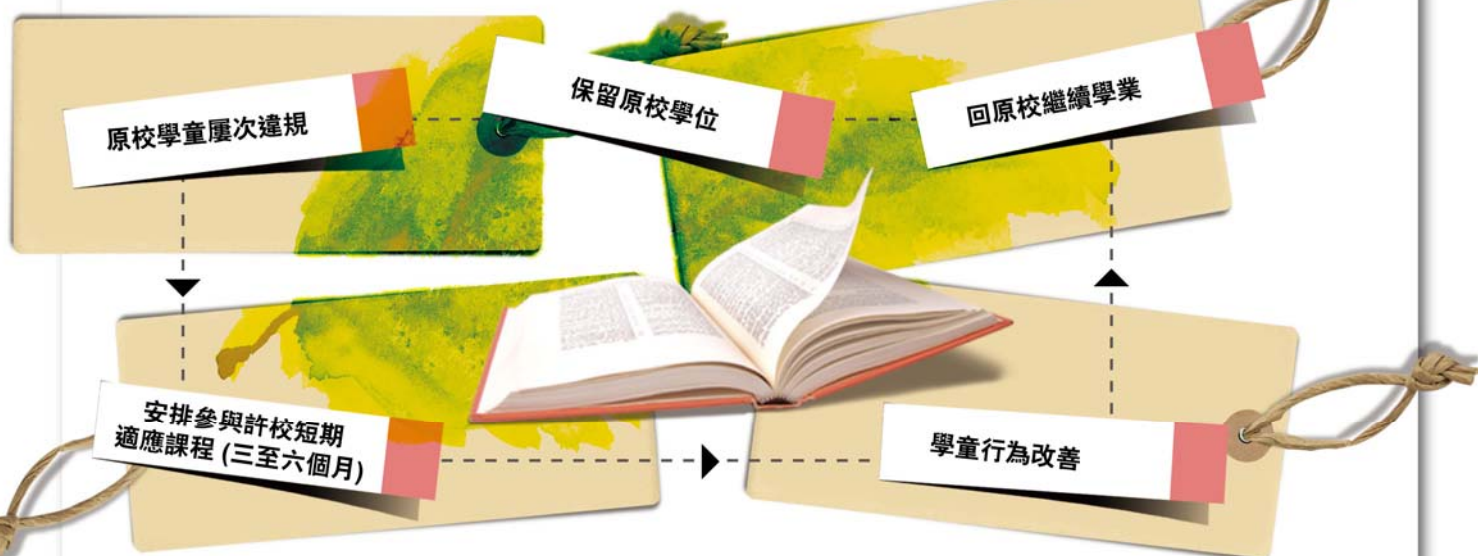 原校學童屢次違規
保留原校學位
回原校繼續學業
安排參與許校短期
適應課程 (三至六個月)
學童行為改善